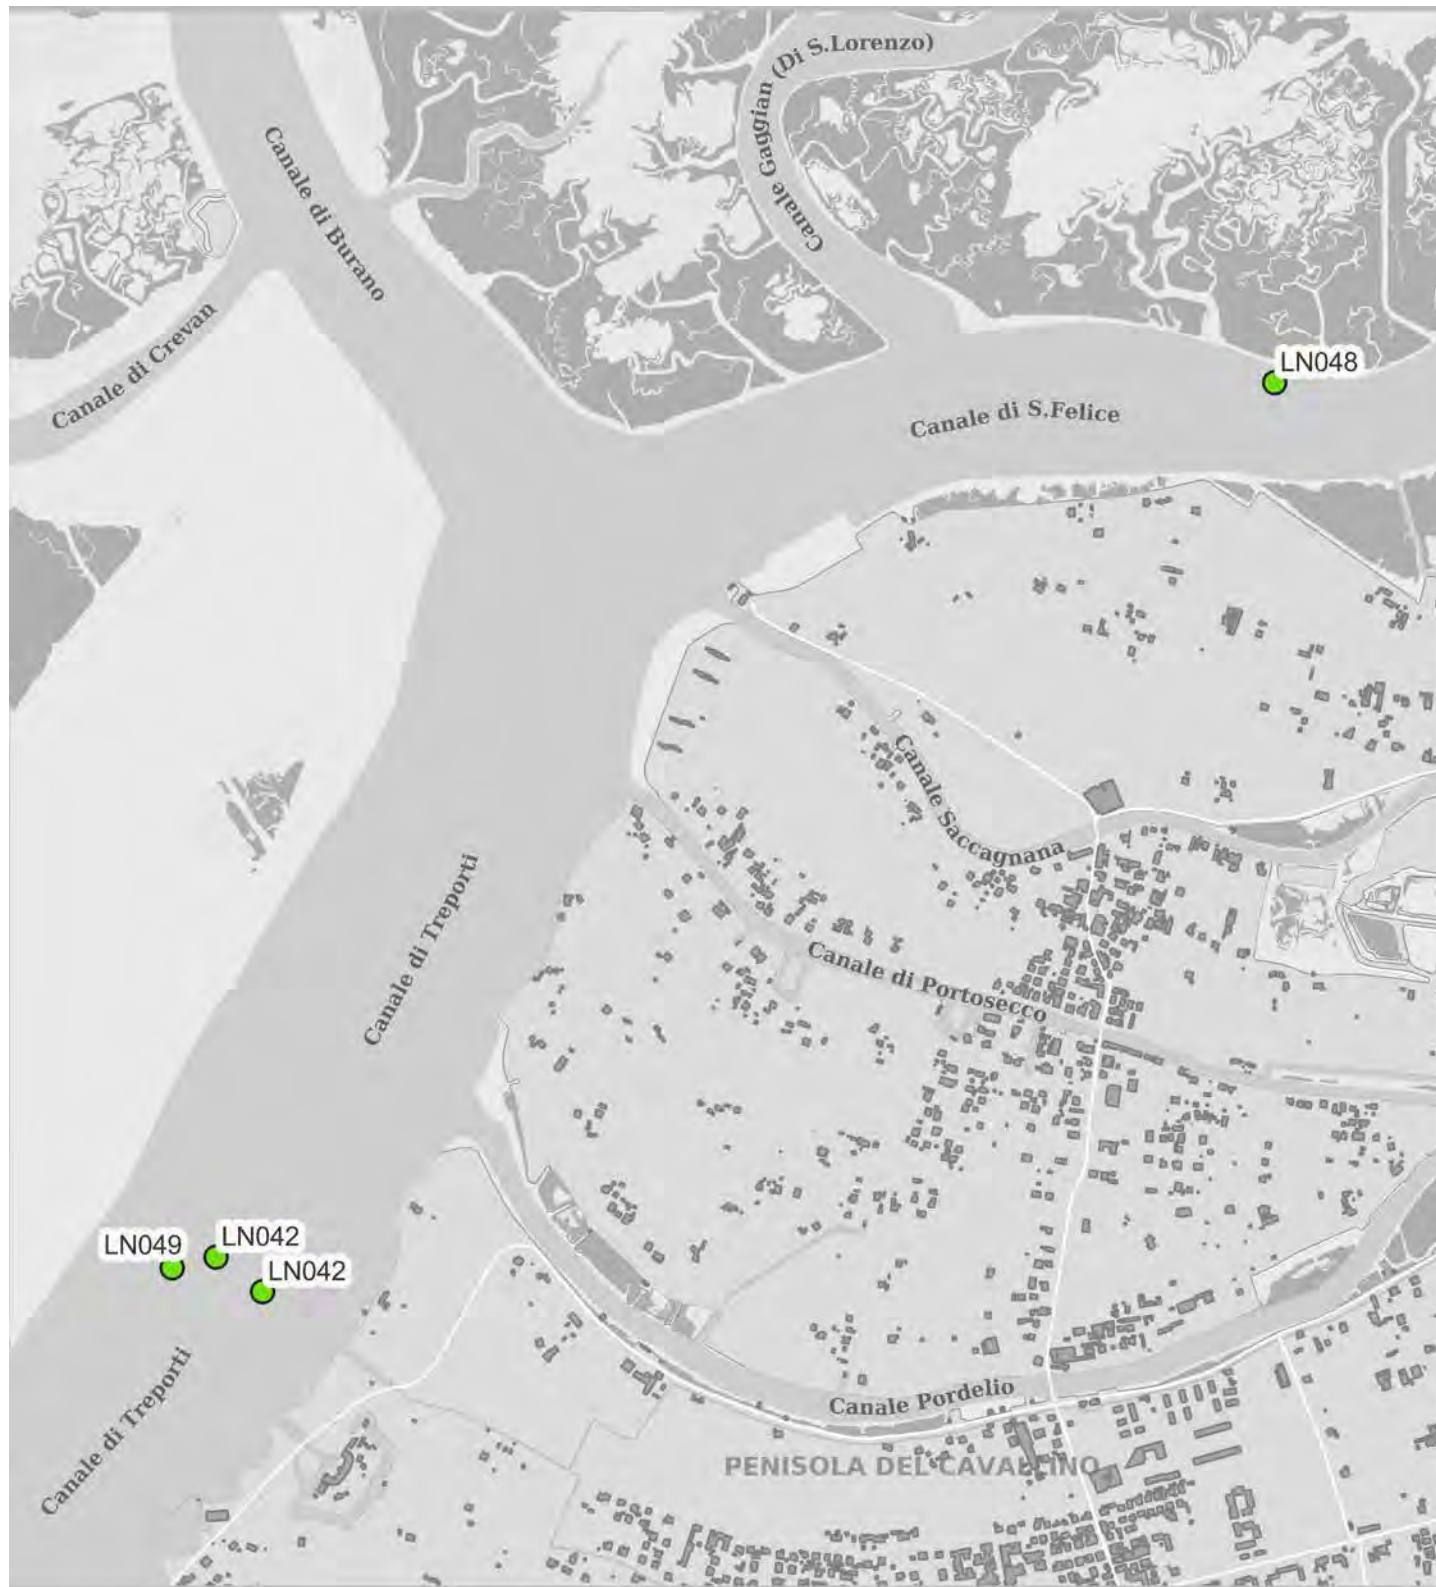 Canale Gaggian (Di S.Lorenzo)
Canale di Burano
Canale di Crevan
LN048
Canale di S.Felice
Canale Saccagnana
Canale di Treporti
Canale di Portosecco
LN049
LN042
LN042
Canale di Treporti
Canale Pordelio
PENISOLA DEL CAVALLINO